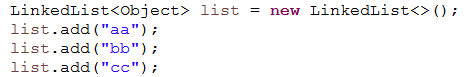 LinkedList<Object> list = new LinkedList<>();
list.add("aa");
list.add("bb");
list.add("cc");